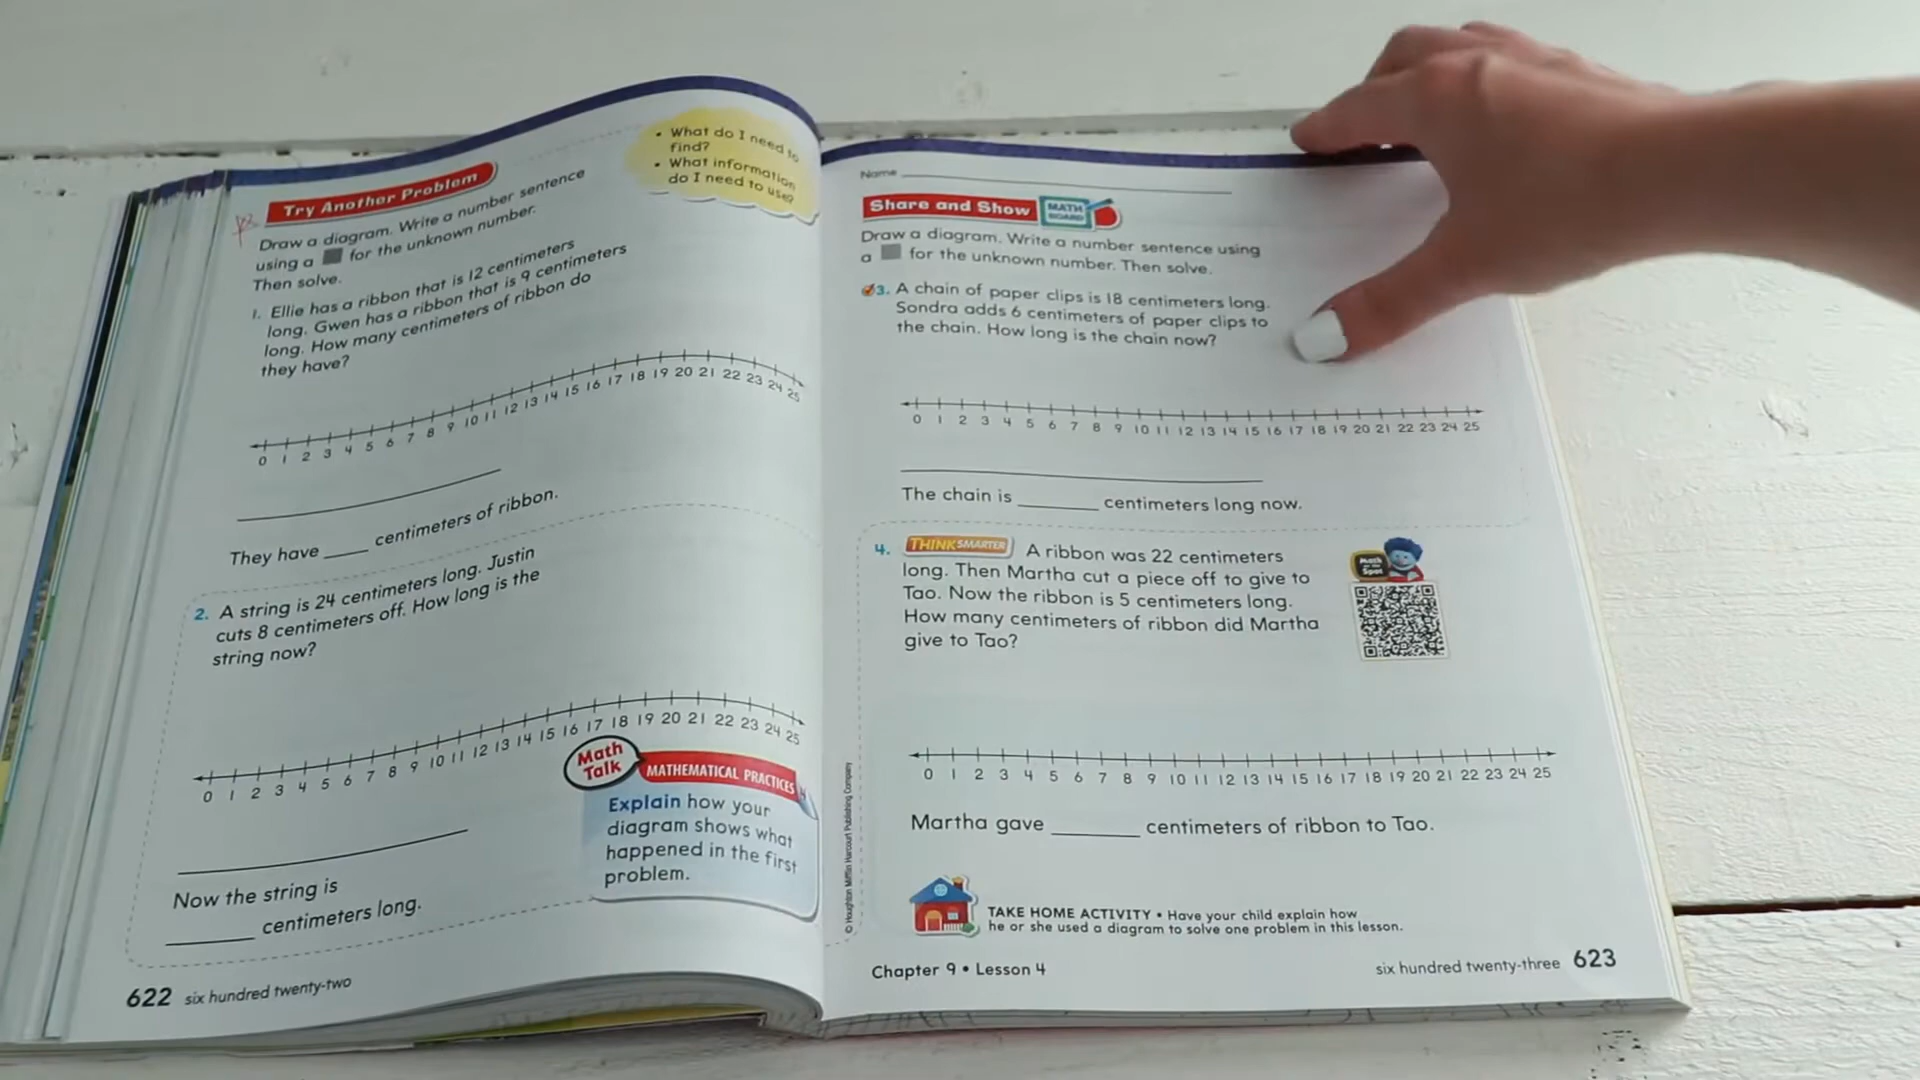 • What do I need to
find?
• What information
do I need to use?
Try Another Problem
Draw a diagram. Write a number sentence
using a for the unknown number.
Then solve.
1. Ellie has a ribbon that is 12 centimeters
long. Gwen has a ribbon that is 9 centimeters
long. How many centimeters of ribbon do
they have?
0 1 2 3 4 5 6 7 8 9 10 11 12 13 14 15 16 17 18 19 20 21 22 23 24 25
They have _____ centimeters of ribbon.
2. A string is 24 centimeters long. Justin
cuts 8 centimeters off. How long is the
string now?
0 1 2 3 4 5 6 7 8 9 10 11 12 13 14 15 16 17 18 19 20 21 22 23 24 25
Now the string is
_____ centimeters long.
Math
Talk
MATHEMATICAL PRACTICES
Explain how your
diagram shows what
happened in the first
problem.
622 six hundred twenty-two
Name
Share and Show
MATH
BOARD
Draw a diagram. Write a number sentence using
a for the unknown number. Then solve.
3. A chain of paper clips is 18 centimeters long.
Sondra adds 6 centimeters of paper clips to
the chain. How long is the chain now?
0 1 2 3 4 5 6 7 8 9 10 11 12 13 14 15 16 17 18 19 20 21 22 23 24 25
The chain is _____ centimeters long now.
4. THINK SMARTER A ribbon was 22 centimeters
long. Then Martha cut a piece off to give to
Tao. Now the ribbon is 5 centimeters long.
How many centimeters of ribbon did Martha
give to Tao?
Math
on the
Spot
0 1 2 3 4 5 6 7 8 9 10 11 12 13 14 15 16 17 18 19 20 21 22 23 24 25
Martha gave _____ centimeters of ribbon to Tao.
© Houghton Mifflin Harcourt Publishing Company
TAKE HOME ACTIVITY • Have your child explain how
he or she used a diagram to solve one problem in this lesson.
Chapter 9 • Lesson 4
six hundred twenty-three 623